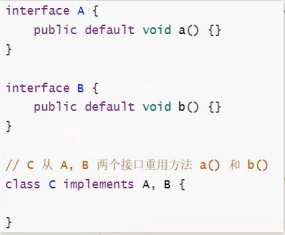 interface A {
public default void a() {}
}
interface B {
public default void b() {}
}
// C 从 A, B 两个接口重用方法 a() 和 b()
class C implements A, B {
}